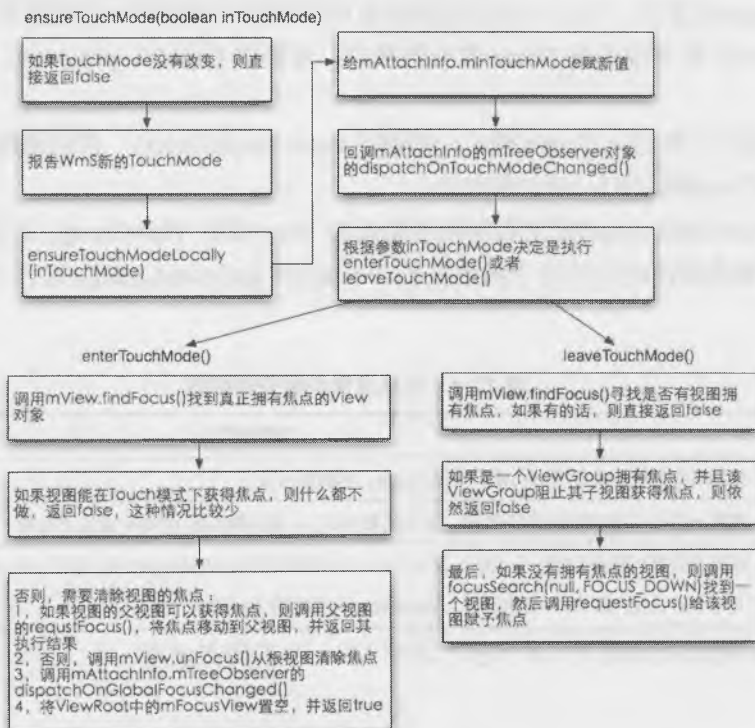 ensureTouchMode(boolean inTouchMode)
如果TouchMode没有改变，则直
接返回false
报告WmS新的TouchMode
ensureTouchModeLocally
(inTouchMode)
给mAttachInfo.mInTouchMode赋新值
回调mAttachInfo的mTreeObserver对象
的dispatchOnTouchModeChanged()
根据参数inTouchMode决定是执行
enterTouchMode()或者
leaveTouchMode()
enterTouchMode()
调用mView.findFocus()找到真正拥有焦点的View
对象
如果视图能在Touch模式下获得焦点，则什么都不
做，返回false，这种情况比较少
否则，需要清除视图的焦点：
1，如果视图的父视图可以获得焦点，则调用父视图
的requstFocus()，将焦点移动到父视图，并返回其
执行结果
2，否则，调用mView.unFocus()从根视图清除焦点
3，调用mAttachInfo.mTreeObserver的
dispatchOnGlobalFocusChanged()
4，将ViewRoot中的mFocusView置空，并返回true
leaveTouchMode()
调用mView.findFocus()寻找是否有视图拥
有焦点，如果有的话，则直接返回false
如果是一个ViewGroup拥有焦点，并且该
ViewGroup阻止其子视图获得焦点，则依
然返回false
最后，如果没有拥有焦点的视图，则调用
focusSearch(null, FOCUS_DOWN)找到一
个视图，然后调用requestFocus()给该视
图赋予焦点